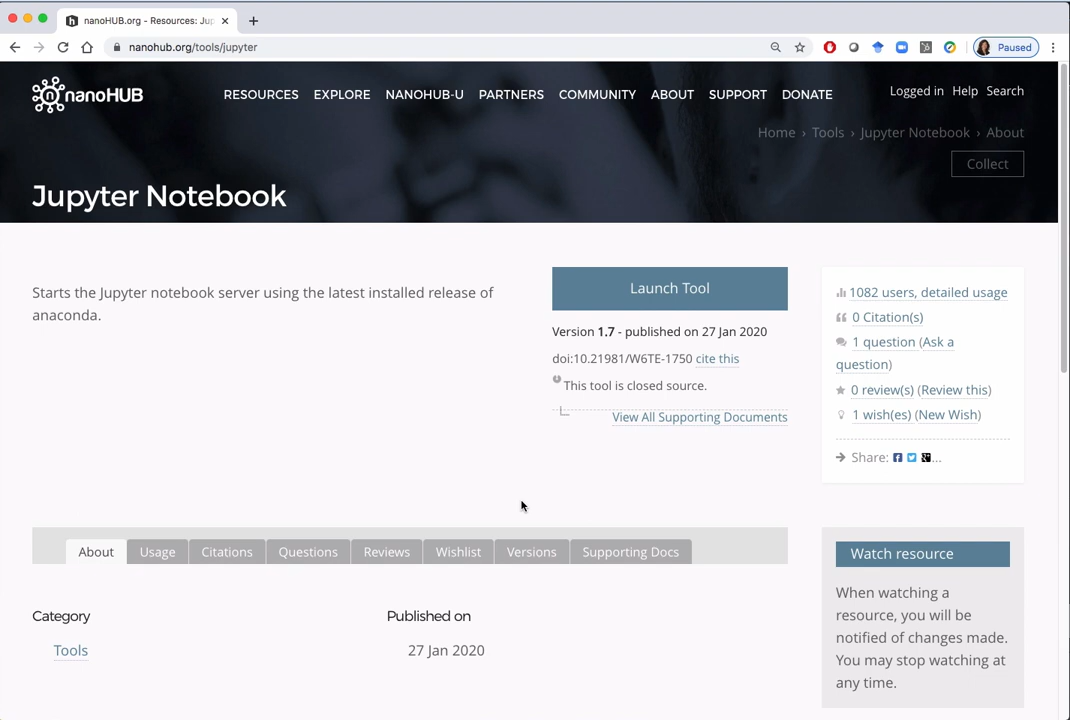 nanoHUB.org - Resources: Jup
nanohub.org/tools/jupyter
Paused
nanoHUB
RESOURCES EXPLORE NANOHUB-U PARTNERS COMMUNITY ABOUT SUPPORT DONATE
Logged in Help Search
Home › Tools › Jupyter Notebook › About
Collect
Jupyter Notebook
Starts the Jupyter notebook server using the latest installed release of
anaconda.
Launch Tool
Version 1.7 - published on 27 Jan 2020
doi:10.21981/W6TE-1750 cite this
This tool is closed source.
View All Supporting Documents
1082 users, detailed usage
0 Citation(s)
1 question (Ask a
question)
0 review(s) (Review this)
1 wish(es) (New Wish)
Share: ...
About Usage Citations Questions Reviews Wishlist Versions Supporting Docs
Category
Tools
Published on
27 Jan 2020
Watch resource
When watching a
resource, you will be
notified of changes made.
You may stop watching at
any time.